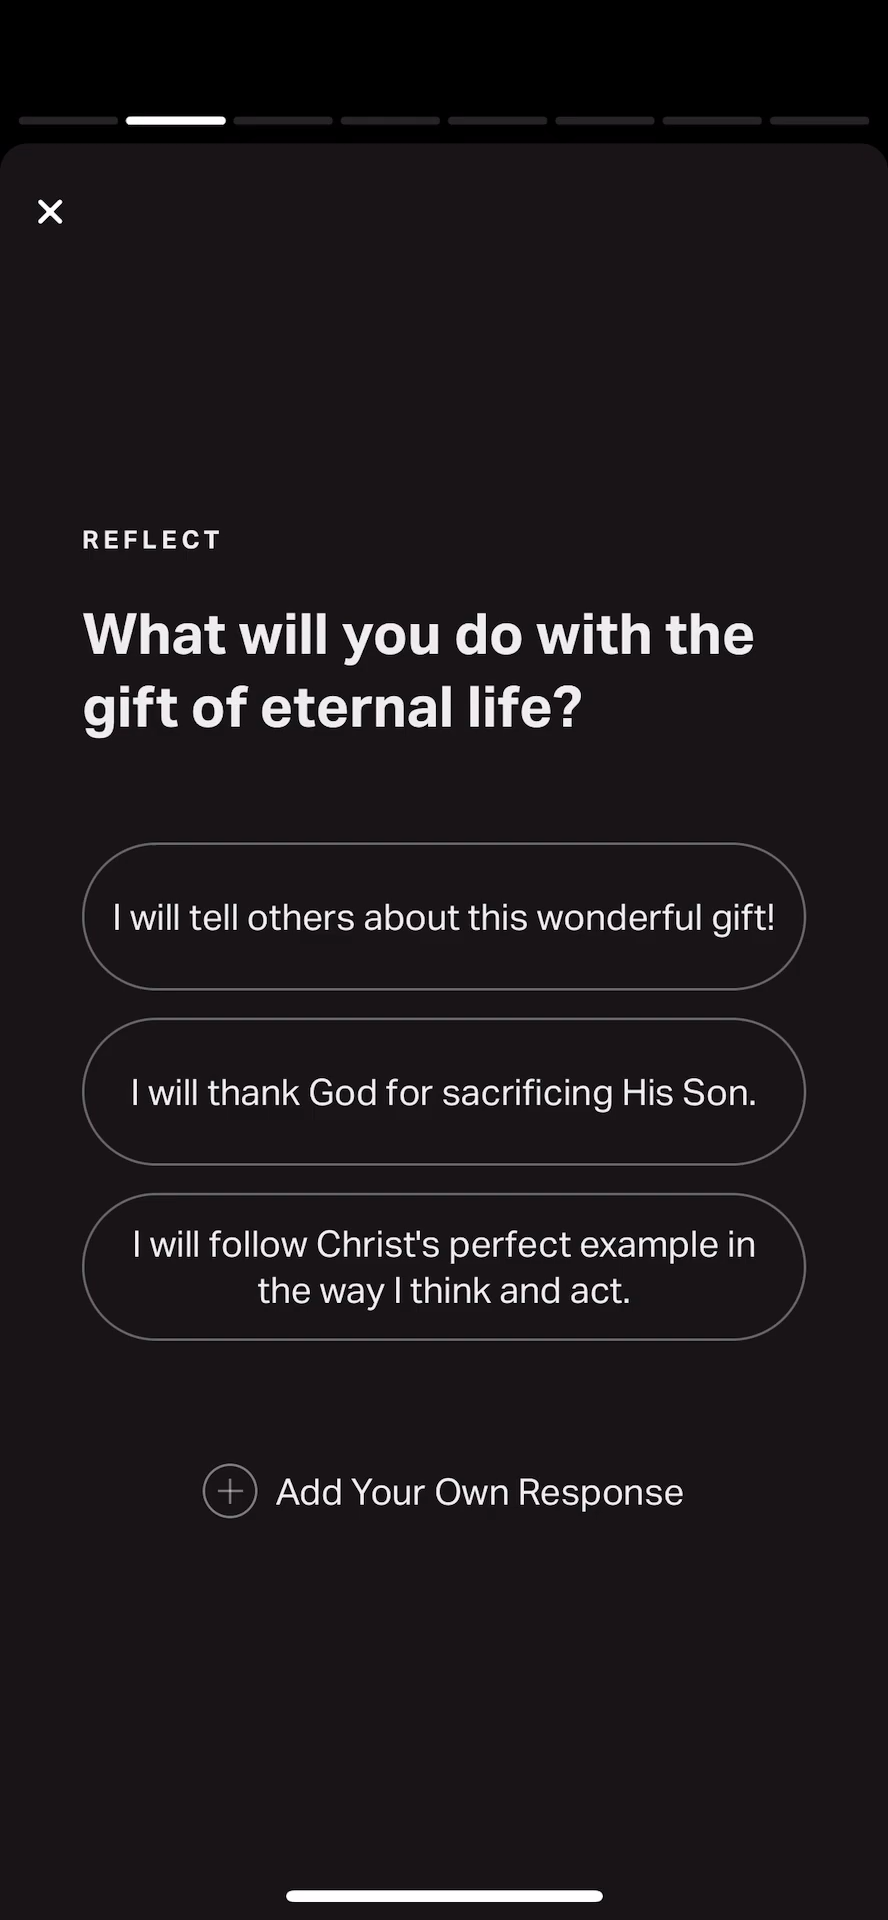 REFLECT
What will you do with the
gift of eternal life?
I will tell others about this wonderful gift!
I will thank God for sacrificing His Son.
I will follow Christ's perfect example in
the way I think and act.
Add Your Own Response